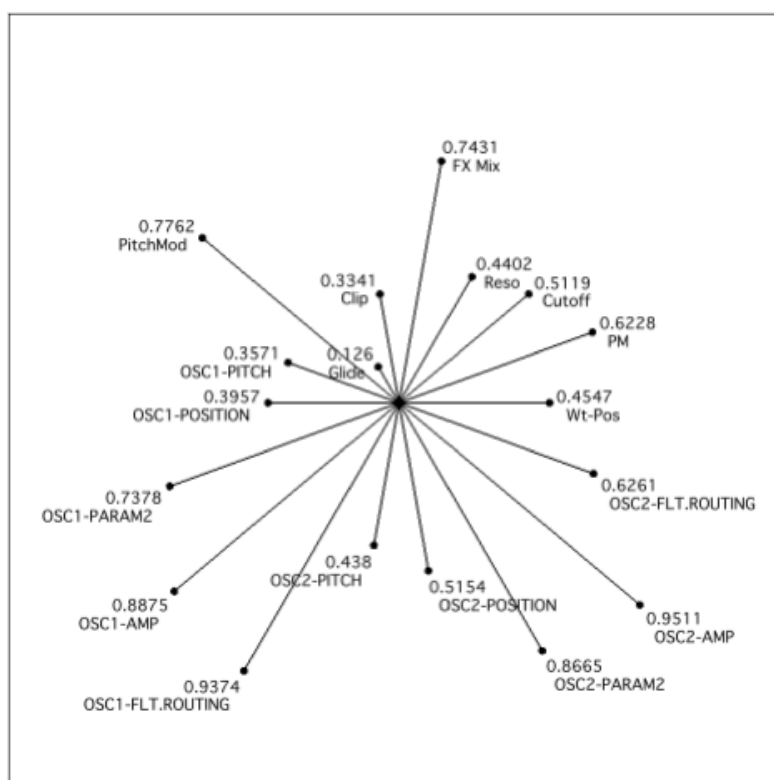 0.7431
FX Mix
0.7762
PitchMod
0.4402
Reso
0.5119
Cutoff
0.3341
Clip
0.6228
PM
0.3571
OSC1-PITCH
0.126
Glide
0.3957
OSC1-POSITION
0.4547
Wt-Pos
0.7378
OSC1-PARAM2
0.6261
OSC2-FLT.ROUTING
0.438
OSC2-PITCH
0.5154
OSC2-POSITION
0.8875
OSC1-AMP
0.9511
OSC2-AMP
0.8665
OSC2-PARAM2
0.9374
OSC1-FLT.ROUTING